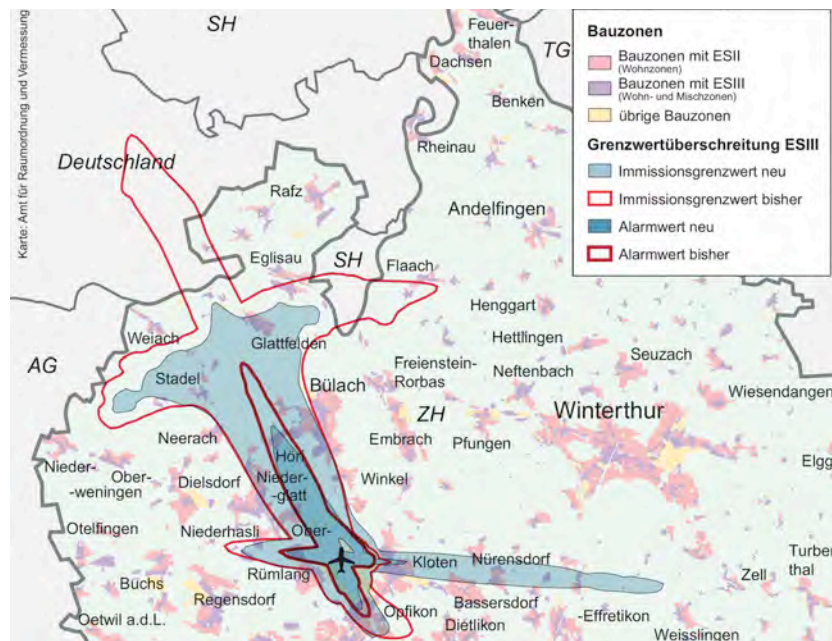 Karte: Amt für Raumordnung und Vermessung
SH
Feuer-
thalen
TG
Dachsen
Benken
Rheinau
Deutschland
Rafz
Andelfingen
Eglisau
SH
Flaach
Henggart
Weiach
Glattfelden
Hettlingen
Seuzach
AG
Stadel
Freienstein-
Rorbas
Neftenbach
Bülach
Wiesendangen
ZH
Winterthur
Neerach
Embrach
Pfungen
Höri
Elgg
Nieder-
-weningen
Ober-
Dielsdorf
Nieder-
glatt
Winkel
Otelfingen
Niederhasli
Ober-
Kloten
Nürensdorf
Turben
thal
Buchs
Rümlang
Zell
Regensdorf
Opfikon
Bassersdorf
-Effretikon
Oetwil a.d.L.
Dietlikon
Weisslingen
Bauzonen
Bauzonen mit ESII
(Wohnzonen)
Bauzonen mit ESIII
(Wohn- und Mischzonen)
übrige Bauzonen
Grenzwertüberschreitung ESIII
Immissionsgrenzwert neu
Immissionsgrenzwert bisher
Alarmwert neu
Alarmwert bisher